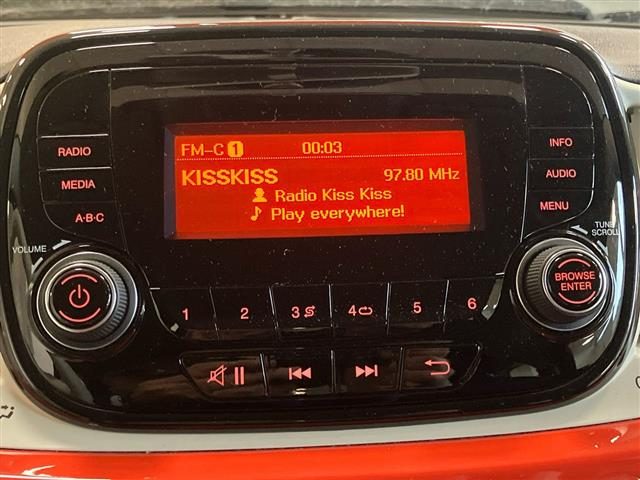 RADIO
MEDIA
A·B·C
VOLUME
FM-C 1 00:03
KISSKISS 97.80 MHz
Radio Kiss Kiss
Play everywhere!
INFO
AUDIO
MENU
TUNE
SCROLL
BROWSE
ENTER
1 2 3 4 5 6